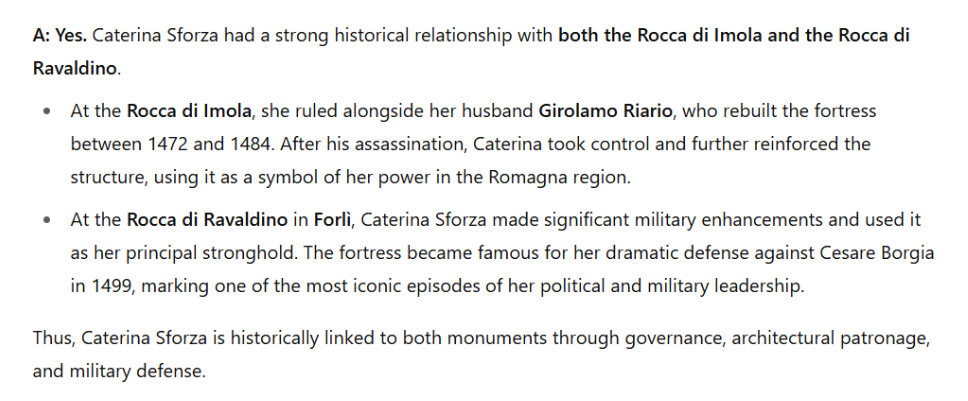 A: Yes. Caterina Sforza had a strong historical relationship with both the Rocca di Imola and the Rocca di
Ravaldino.
• At the Rocca di Imola, she ruled alongside her husband Girolamo Riario, who rebuilt the fortress
between 1472 and 1484. After his assassination, Caterina took control and further reinforced the
structure, using it as a symbol of her power in the Romagna region.
• At the Rocca di Ravaldino in Forlì, Caterina Sforza made significant military enhancements and used it
as her principal stronghold. The fortress became famous for her dramatic defense against Cesare Borgia
in 1499, marking one of the most iconic episodes of her political and military leadership.
Thus, Caterina Sforza is historically linked to both monuments through governance, architectural patronage,
and military defense.